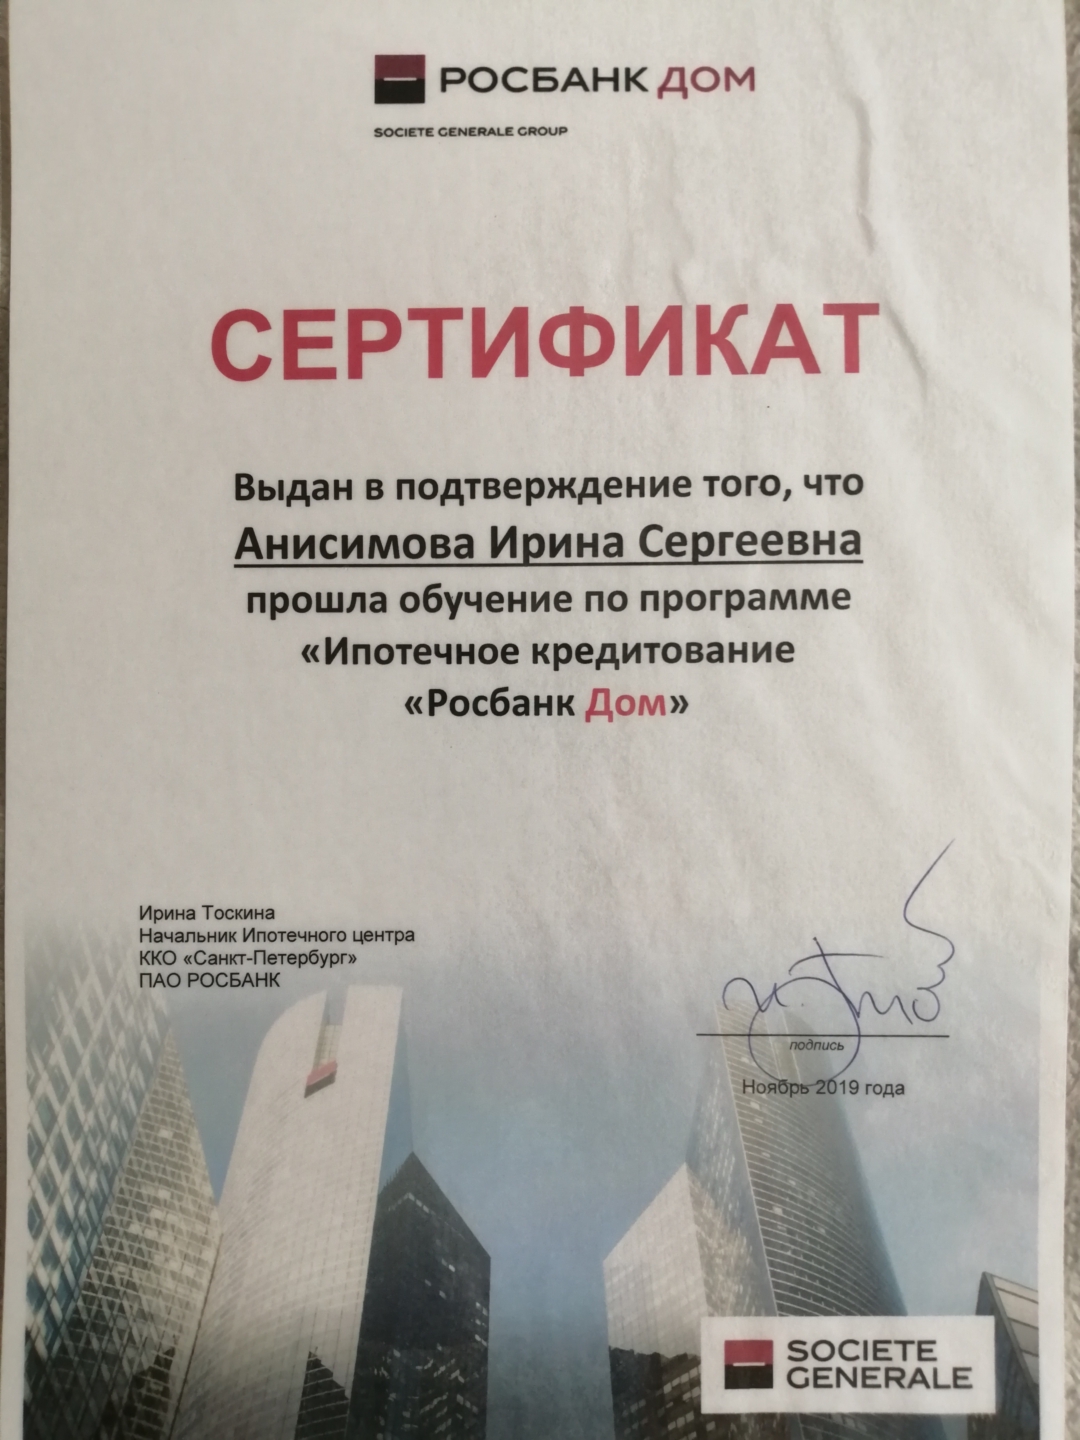 РОСБАНК ДОМ
SOCIETE GENERALE GROUP
СЕРТИФИКАТ
Выдан в подтверждение того, что
Анисимова Ирина Сергеевна
прошла обучение по программе
«Ипотечное кредитование
«Росбанк Дом»
Ирина Тоскина
Начальник Ипотечного центра
ККО «Санкт-Петербург»
ПАО РОСБАНК
подпись
Ноябрь 2019 года
SOCIETE
GENERALE